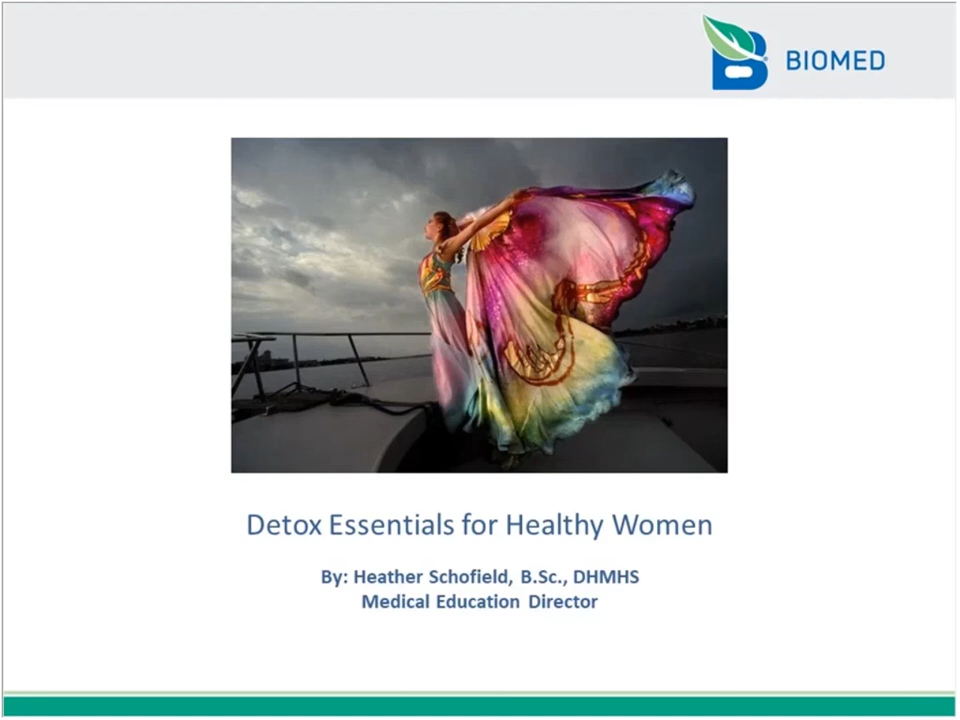 BIOMED
Detox Essentials for Healthy Women
By: Heather Schofield, B.Sc., DHMHS
Medical Education Director